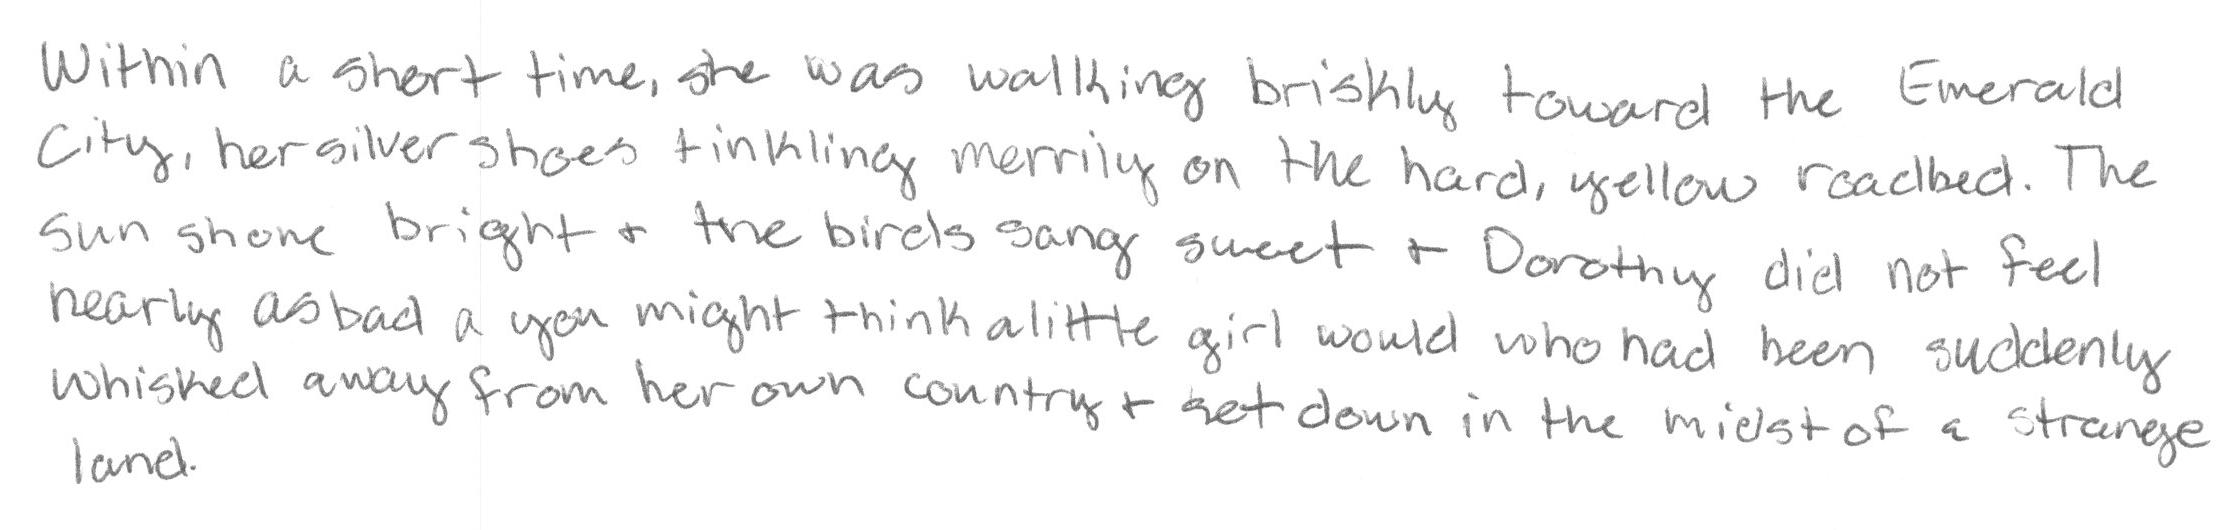 Within a short time, she was walking briskly toward the Emerald
City, her silver shoes tinkling merrily on the hard, yellow roadbed. The
sun shone bright + the birds sang sweet + Dorothy did not feel
nearly as bad a you might think a little girl would who had been suddenly
whisked away from her own country + set down in the midst of a strange
land.